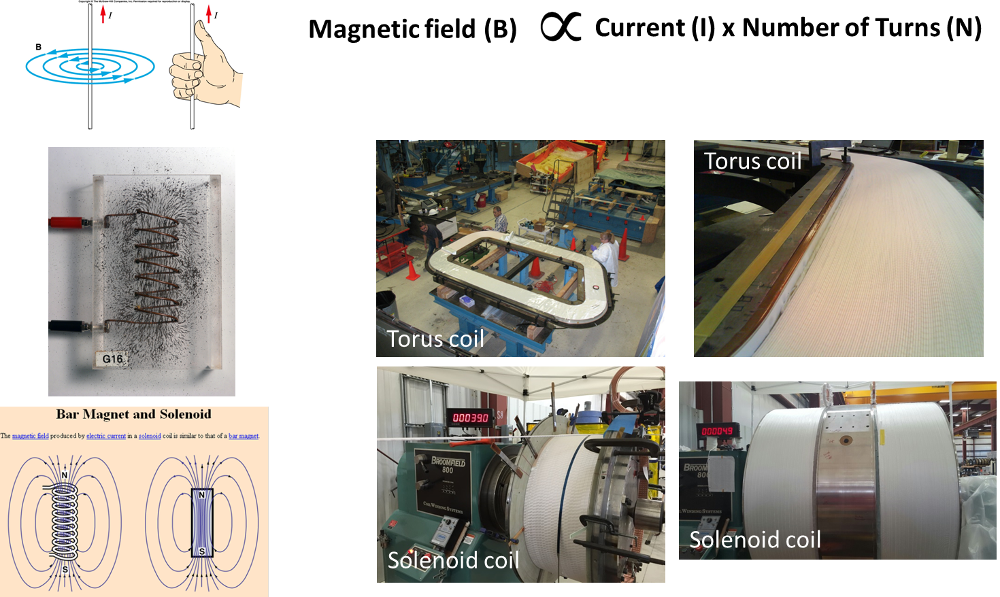 Copyright © The McGraw-Hill Companies, Inc. Permission required for reproduction or display.
I
I
B
Magnetic field (B) ∝ Current (I) x Number of Turns (N)
G16
Torus coil
Torus coil
Bar Magnet and Solenoid
The magnetic field produced by electric current in a solenoid coil is similar to that of a bar magnet.
N
S
N
S
000390
S8
BROOMFIELD
800
COIL WINDING SYSTEMS
Solenoid coil
000049
800
COIL WINDING SYSTEMS
Solenoid coil